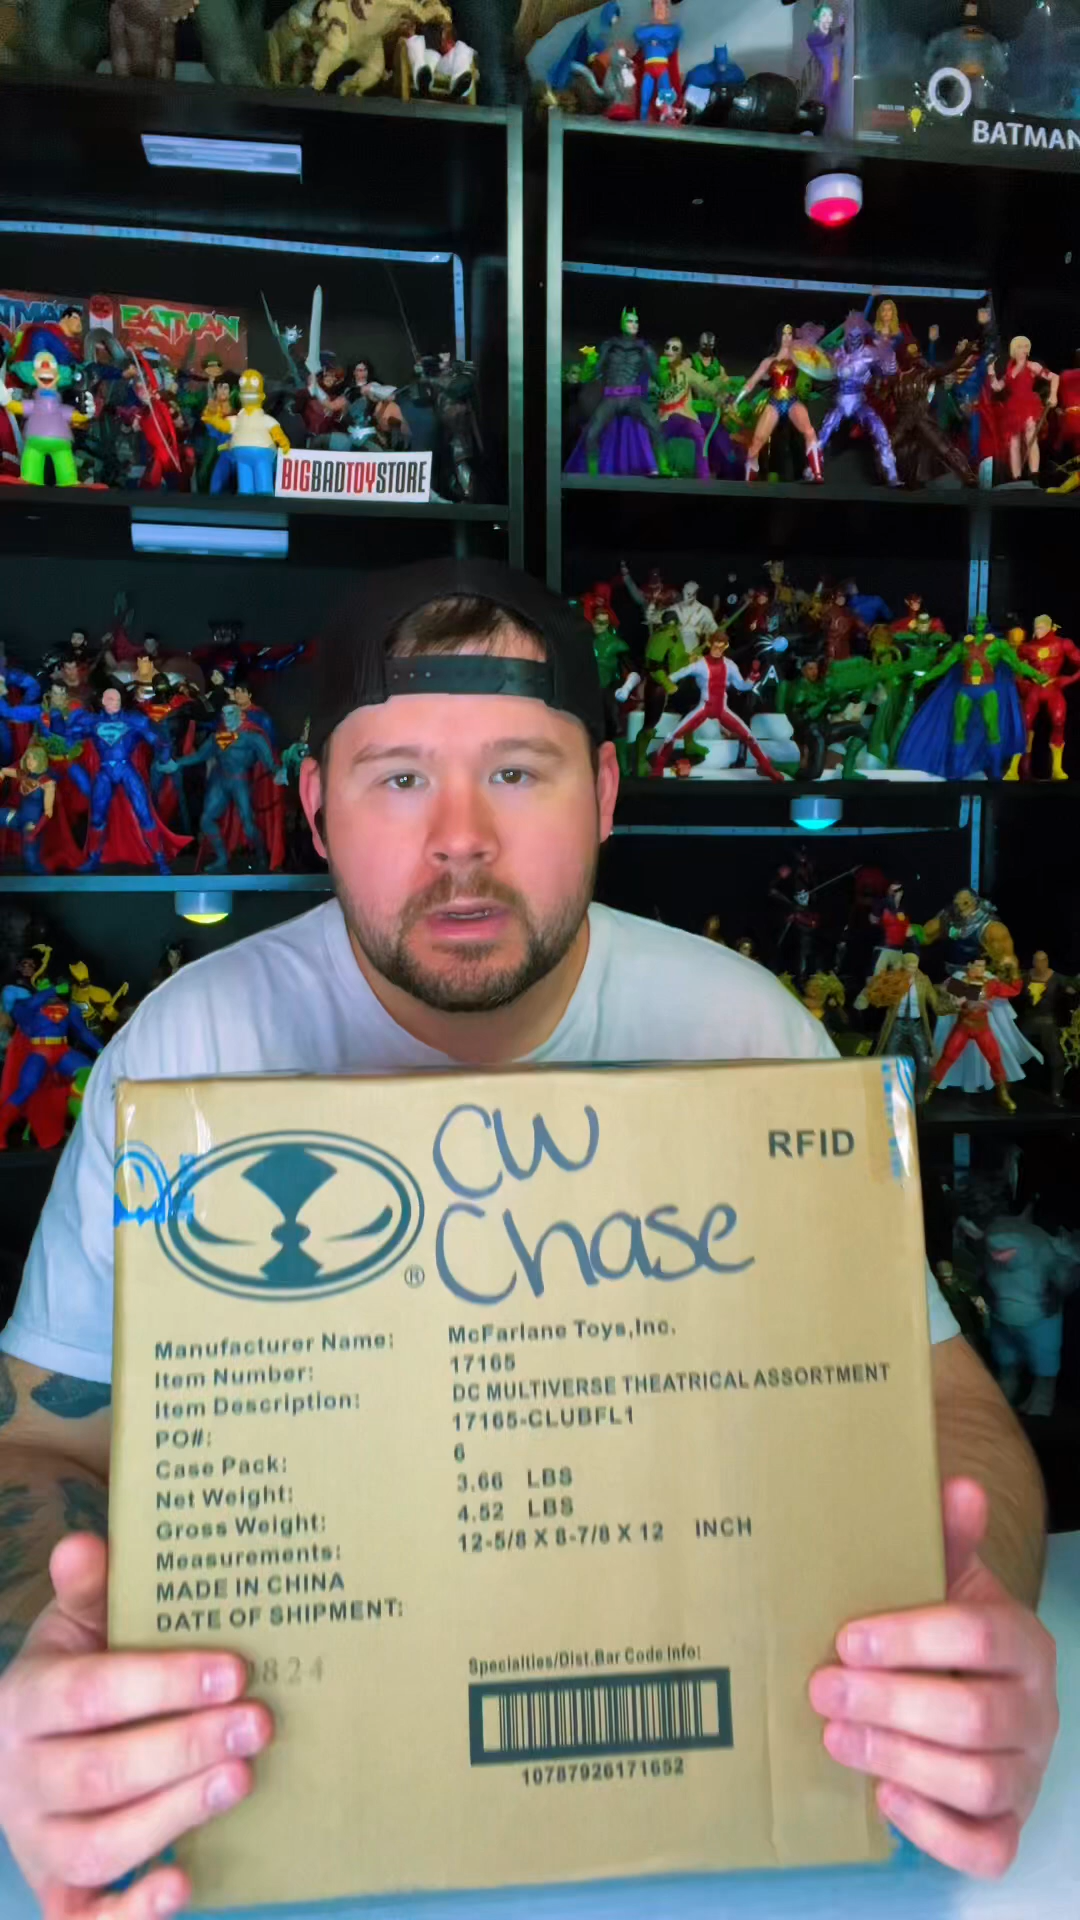 BATMAN
BATMAN
BIGBADTOYSTORE
CW
Chase
RFID
®
Manufacturer Name: McFarlane Toys,Inc.
Item Number: 17165
Item Description: DC MULTIVERSE THEATRICAL ASSORTMENT
PO#: 17165-CLUBFL1
Case Pack: 6
Net Weight: 3.66 LBS
Gross Weight: 4.52 LBS
Measurements: 12-5/8 X 8-7/8 X 12 INCH
MADE IN CHINA
DATE OF SHIPMENT:
824
Specialties/Dist.Bar Code Info:
10787926171652